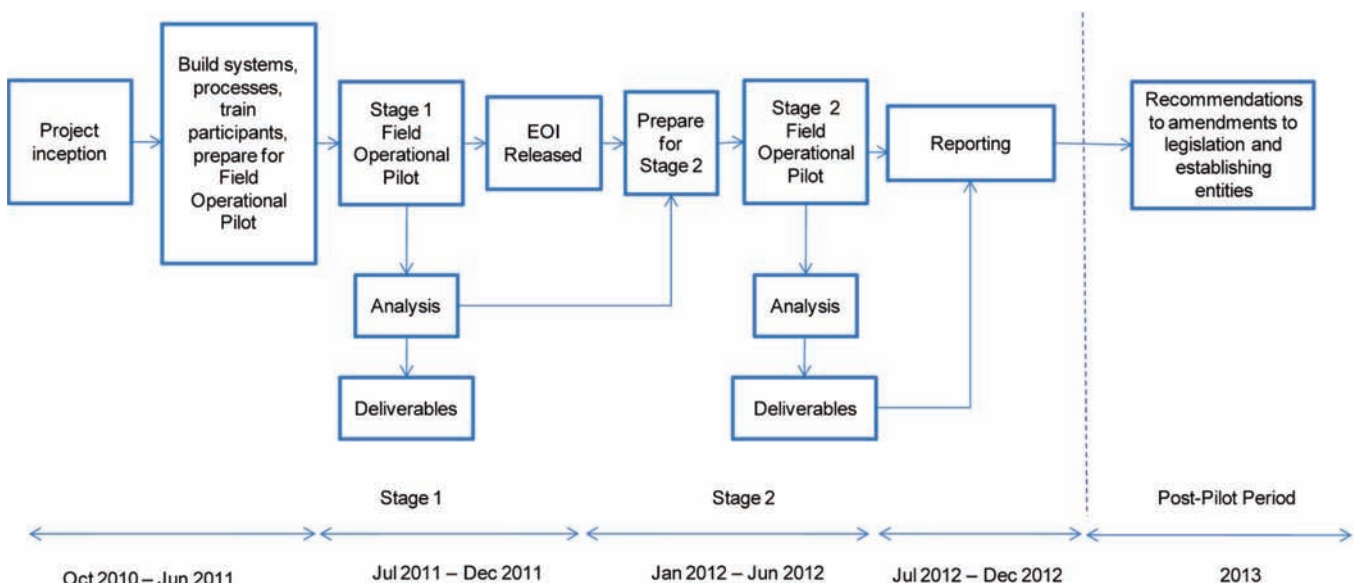 Project
inception
Build systems,
processes,
train
participants,
prepare for
Field
Operational
Pilot
Stage 1
Field
Operational
Pilot
EOI
Released
Prepare
for
Stage 2
Stage 2
Field
Operational
Pilot
Reporting
Recommendations
to amendments to
legislation and
establishing
entities
Analysis
Deliverables
Analysis
Deliverables
Stage 1
Stage 2
Post-Pilot Period
Oct 2010 – Jun 2011
Jul 2011 – Dec 2011
Jan 2012 – Jun 2012
Jul 2012 – Dec 2012
2013